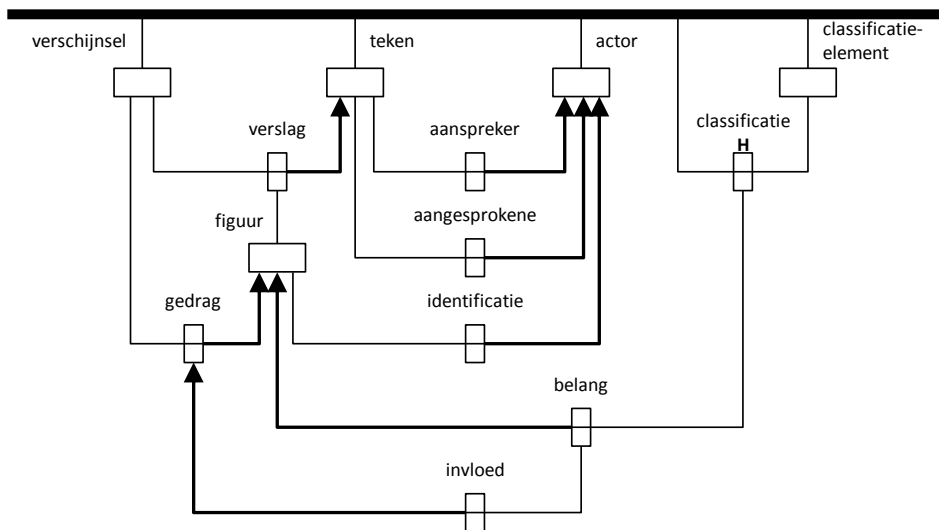 verschijnsel
teken
actor
classificatie-
element
verslag
aanspreker
classificatie
H
aangesprokene
figuur
gedrag
identificatie
belang
invloed